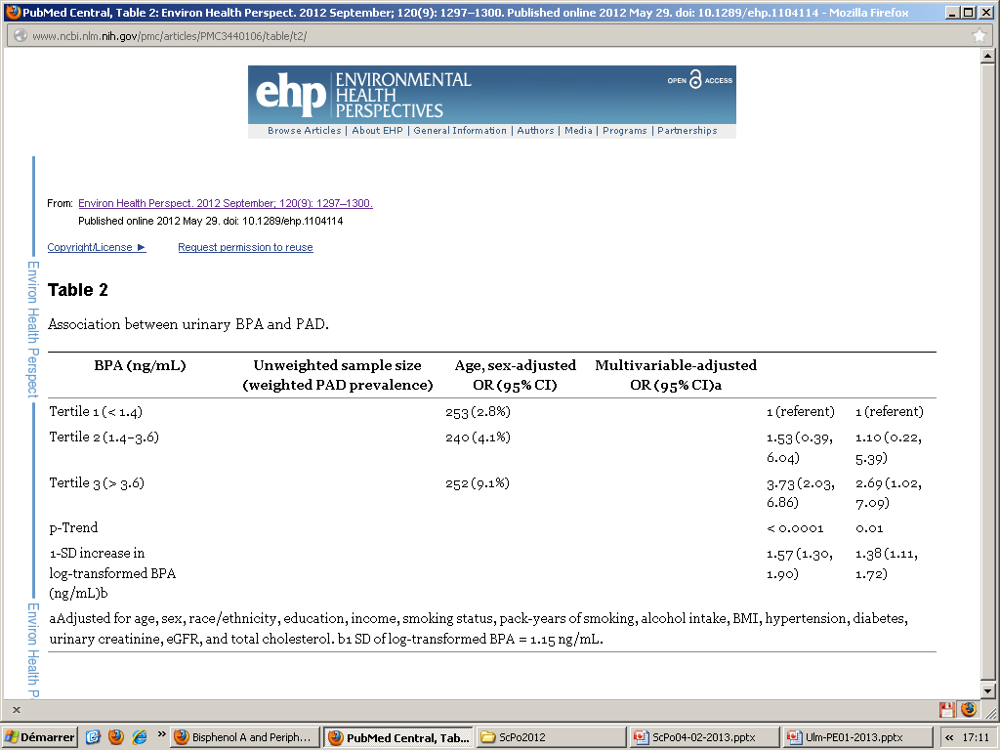 PubMed Central, Table 2: Environ Health Perspect. 2012 September; 120(9): 1297–1300. Published online 2012 May 29. doi: 10.1289/ehp.1104114 - Mozilla Firefox
www.ncbi.nlm.nih.gov/pmc/articles/PMC3440106/table/t2/
ehp ENVIRONMENTAL HEALTH PERSPECTIVES
OPEN ACCESS
Browse Articles | About EHP | General Information | Authors | Media | Programs | Partnerships
From: Environ Health Perspect. 2012 September; 120(9): 1297–1300.
Published online 2012 May 29. doi: 10.1289/ehp.1104114
Copyright/License ► Request permission to reuse
Environ Health Perspect
Environ Health P
Table 2
Association between urinary BPA and PAD.
BPA (ng/mL) Unweighted sample size Age, sex-adjusted Multivariable-adjusted
(weighted PAD prevalence) OR (95% CI) OR (95% CI)a
Tertile 1 (< 1.4) 253 (2.8%) 1 (referent) 1 (referent)
Tertile 2 (1.4–3.6) 240 (4.1%) 1.53 (0.39, 1.10 (0.22,
6.04) 5.39)
Tertile 3 (> 3.6) 252 (9.1%) 3.73 (2.03, 2.69 (1.02,
6.86) 7.09)
p-Trend < 0.0001 0.01
1-SD increase in 1.57 (1.30, 1.38 (1.11,
log-transformed BPA 1.90) 1.72)
(ng/mL)b
aAdjusted for age, sex, race/ethnicity, education, income, smoking status, pack-years of smoking, alcohol intake, BMI, hypertension, diabetes,
urinary creatinine, eGFR, and total cholesterol. b1 SD of log-transformed BPA = 1.15 ng/mL.
×
Démarrer » Bisphenol A and Periph... PubMed Central, Tab... ScPo2012 ScPo04-02-2013.pptx Ulm-PE01-2013.pptx « 17:11